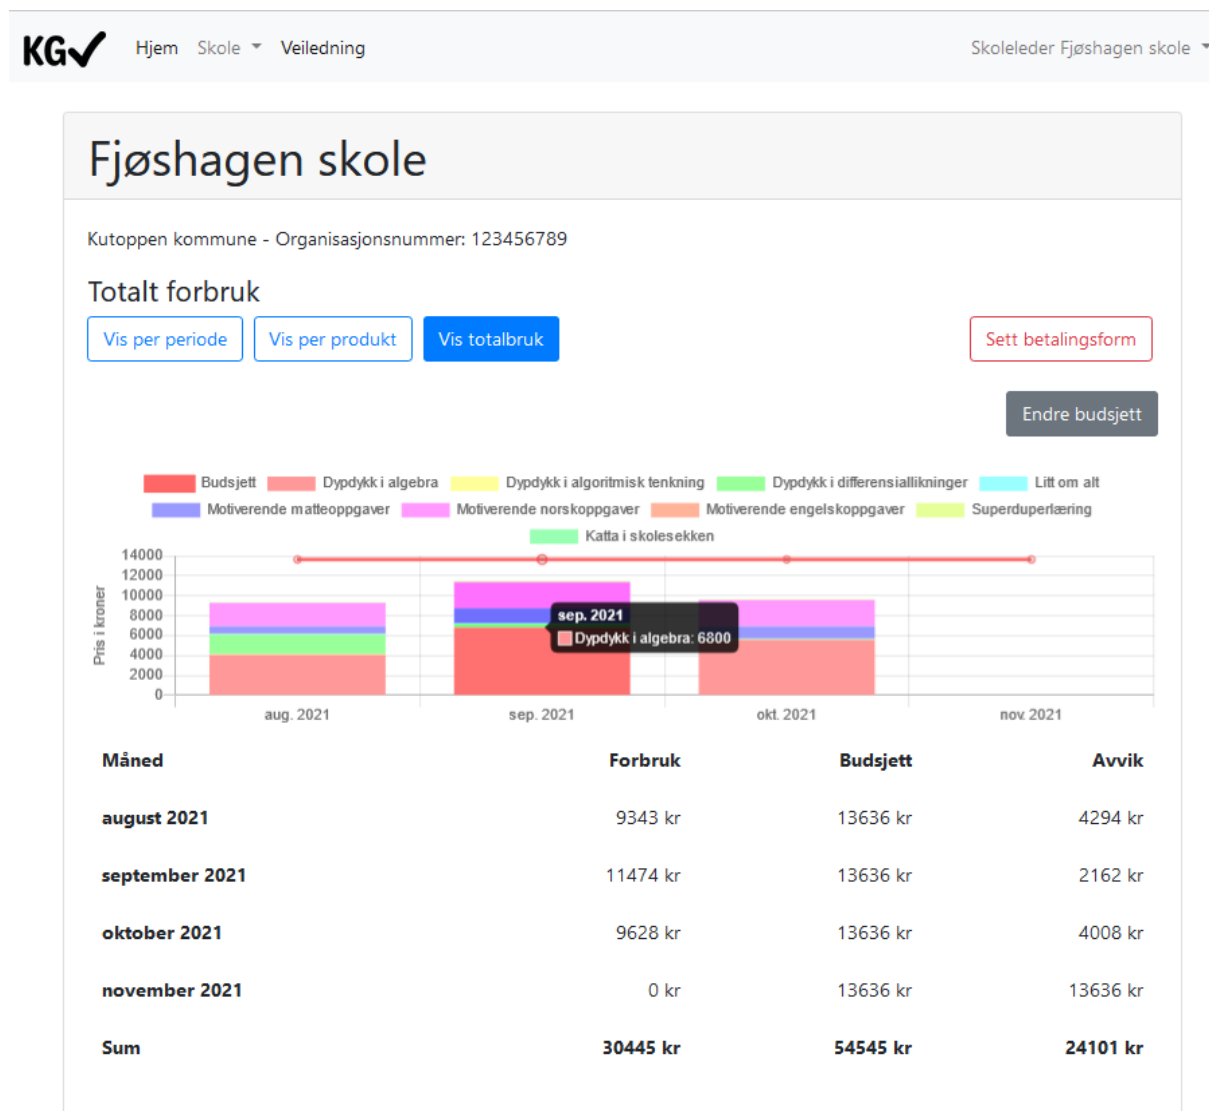 KG Hjem Skole Veiledning Skoleleder Fjøshagen skole
Fjøshagen skole
Kutoppen kommune - Organisasjonsnummer: 123456789
Totalt forbruk
Vis per periode Vis per produkt Vis totalbruk Sett betalingsform
Endre budsjett
Budsjett Dypdykk i algebra Dypdykk i algoritmisk tenkning Dypdykk i differensiallikninger Litt om alt
Motiverende matteoppgaver Motiverende norskoppgaver Motiverende engelskoppgaver Superduperlæring
Katta i skolesekken
Pris i kroner
14000
12000
10000
8000
6000
4000
2000
0
sep. 2021
Dypdykk i algebra: 6800
aug. 2021 sep. 2021 okt. 2021 nov. 2021
Måned Forbruk Budsjett Avvik
august 2021 9343 kr 13636 kr 4294 kr
september 2021 11474 kr 13636 kr 2162 kr
oktober 2021 9628 kr 13636 kr 4008 kr
november 2021 0 kr 13636 kr 13636 kr
Sum 30445 kr 54545 kr 24101 kr